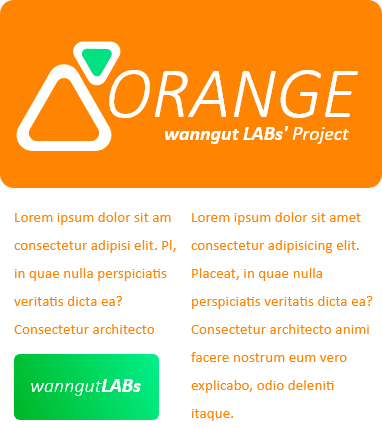 ORANGE
wanngut LABs' Project
Lorem ipsum dolor sit am
consectetur adipisi elit. Pl,
in quae nulla perspiciatis
veritatis dicta ea?
Consectetur architecto
wanngutLABs
Lorem ipsum dolor sit amet
consectetur adipisicing elit.
Placeat, in quae nulla
perspiciatis veritatis dicta ea?
Consectetur architecto animi
facere nostrum eum vero
explicabo, odio deleniti
itaque.